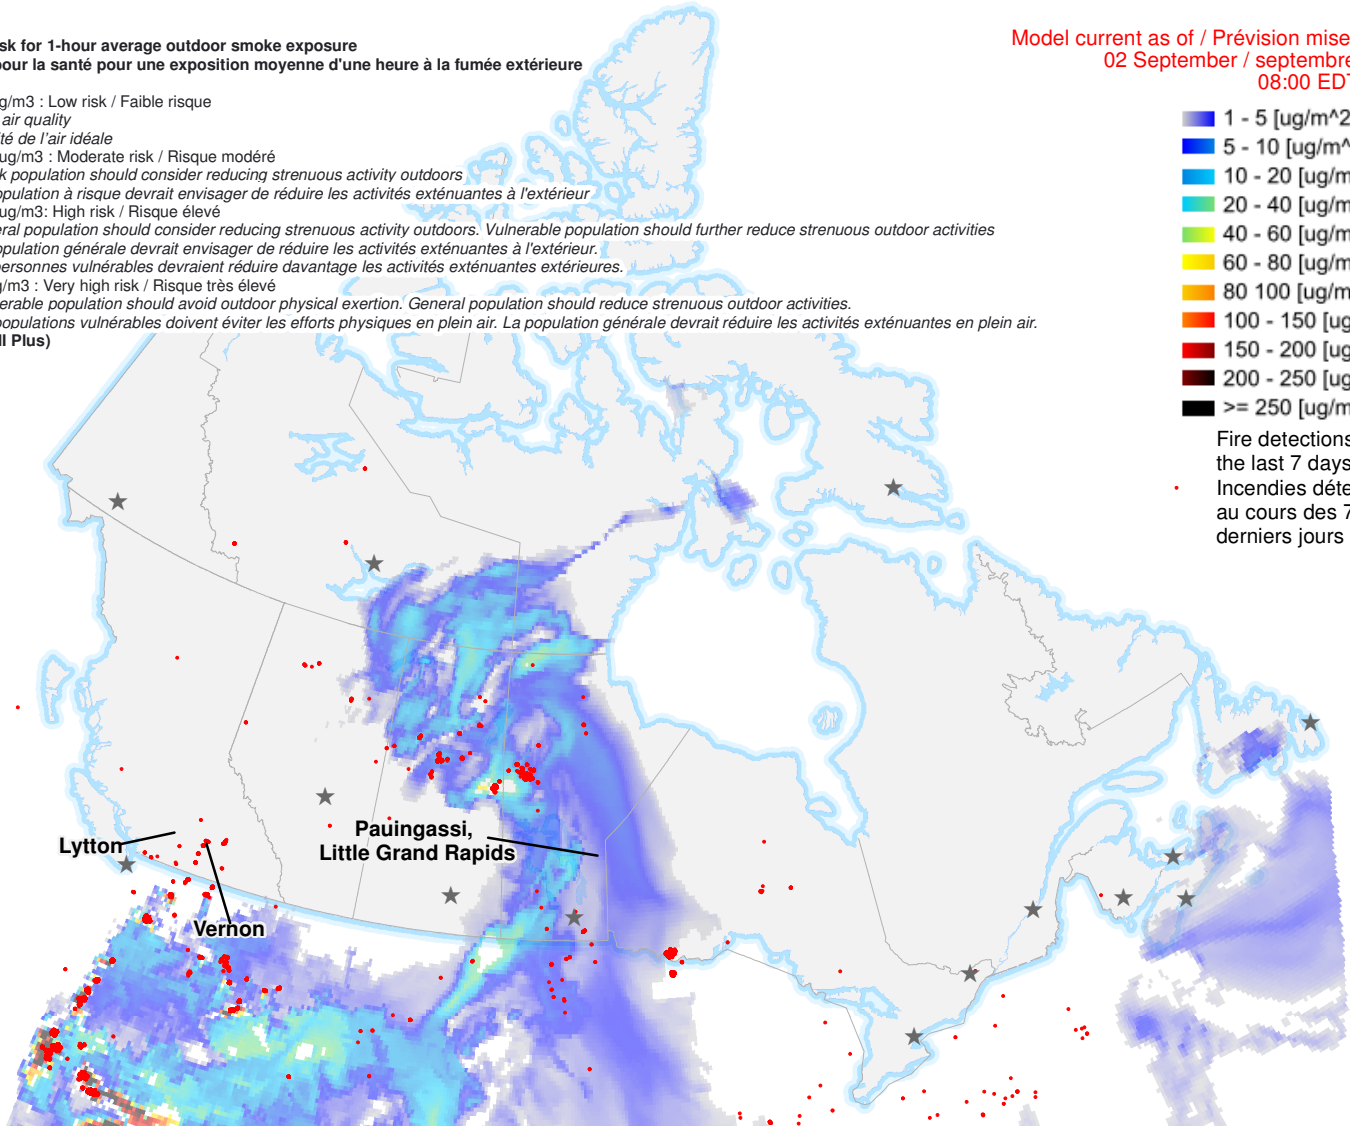 sk for 1-hour average outdoor smoke exposure
pour la santé pour une exposition moyenne d'une heure à la fumée extérieure
g/m3 : Low risk / Faible risque
air quality
té de l'air idéale
ug/m3 : Moderate risk / Risque modéré
k population should consider reducing strenuous activity outdoors
opulation à risque devrait envisager de réduire les activités exténuantes à l'extérieur
ug/m3: High risk / Risque élevé
eral population should consider reducing strenuous activity outdoors. Vulnerable population should further reduce strenuous outdoor activities
opulation générale devrait envisager de réduire les activités exténuantes à l'extérieur.
personnes vulnérables devraient réduire davantage les activités exténuantes extérieures.
g/m3 : Very high risk / Risque très élevé
erable population should avoid outdoor physical exertion. General population should reduce strenuous outdoor activities.
populations vulnérables doivent éviter les efforts physiques en plein air. La population générale devrait réduire les activités exténuantes en plein air.
ll Plus)
Model current as of / Prévision mise
02 September / septembre
08:00 EDT
1 - 5 [ug/m^2
5 - 10 [ug/m^
10 - 20 [ug/m
20 - 40 [ug/m
40 - 60 [ug/m
60 - 80 [ug/m
80 100 [ug/m
100 - 150 [ug
150 - 200 [ug
200 - 250 [ug
>= 250 [ug/m
Fire detections
the last 7 days
Incendies déte
au cours des 7
derniers jours
Lytton
Pauingassi,
Little Grand Rapids
Vernon